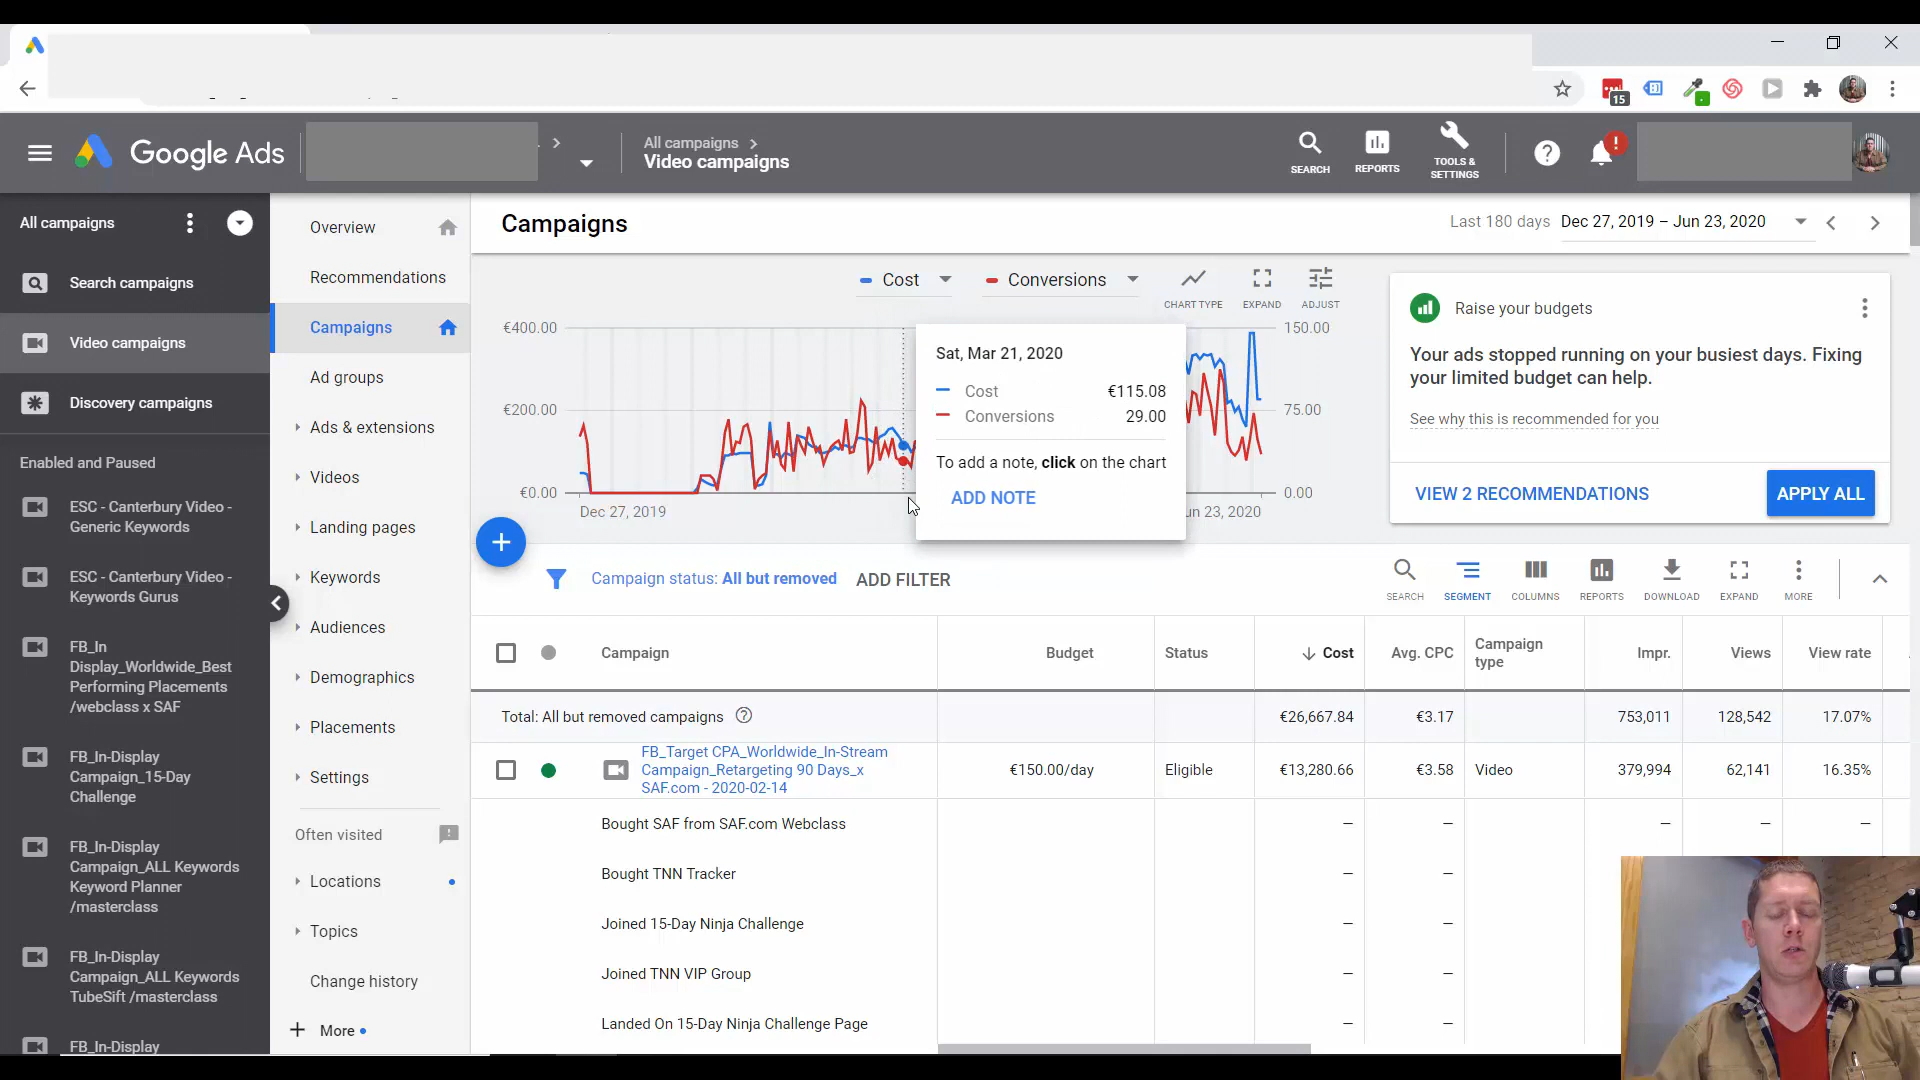 15
Google Ads
All campaigns
Video campaigns
SEARCH
REPORTS
TOOLS &
SETTINGS
!
All campaigns
Search campaigns
Video campaigns
Discovery campaigns
Enabled and Paused
ESC - Canterbury Video -
Generic Keywords
ESC - Canterbury Video -
Keywords Gurus
FB_In
Display_Worldwide_Best
Performing Placements
/webclass x SAF
FB_In-Display
Campaign_15-Day
Challenge
FB_In-Display
Campaign_ALL Keywords
Keyword Planner
/masterclass
FB_In-Display
Campaign_ALL Keywords
TubeSift /masterclass
FB_In-Display
Overview
Recommendations
Campaigns
Ad groups
Ads & extensions
Videos
Landing pages
Keywords
Audiences
Demographics
Placements
Settings
Often visited
Locations
Topics
Change history
+ More
Campaigns
Last 180 days Dec 27, 2019 – Jun 23, 2020
Cost
Conversions
CHART TYPE
EXPAND
ADJUST
€400.00
€200.00
€0.00
150.00
75.00
0.00
Dec 27, 2019
un 23, 2020
Sat, Mar 21, 2020
Cost €115.08
Conversions 29.00
To add a note, click on the chart
ADD NOTE
Raise your budgets
Your ads stopped running on your busiest days. Fixing
your limited budget can help.
See why this is recommended for you
VIEW 2 RECOMMENDATIONS
APPLY ALL
Campaign status: All but removed
ADD FILTER
SEARCH
SEGMENT
COLUMNS
REPORTS
DOWNLOAD
EXPAND
MORE
Campaign Budget Status Cost Avg. CPC Campaign type Impr. Views View rate
Total: All but removed campaigns €26,667.84 €3.17 753,011 128,542 17.07%
FB_Target CPA_Worldwide_In-Stream
Campaign_Retargeting 90 Days_x
SAF.com - 2020-02-14
€150.00/day Eligible €13,280.66 €3.58 Video 379,994 62,141 16.35%
Bought SAF from SAF.com Webclass — — — — —
Bought TNN Tracker — —
Joined 15-Day Ninja Challenge — —
Joined TNN VIP Group — —
Landed On 15-Day Ninja Challenge Page — —